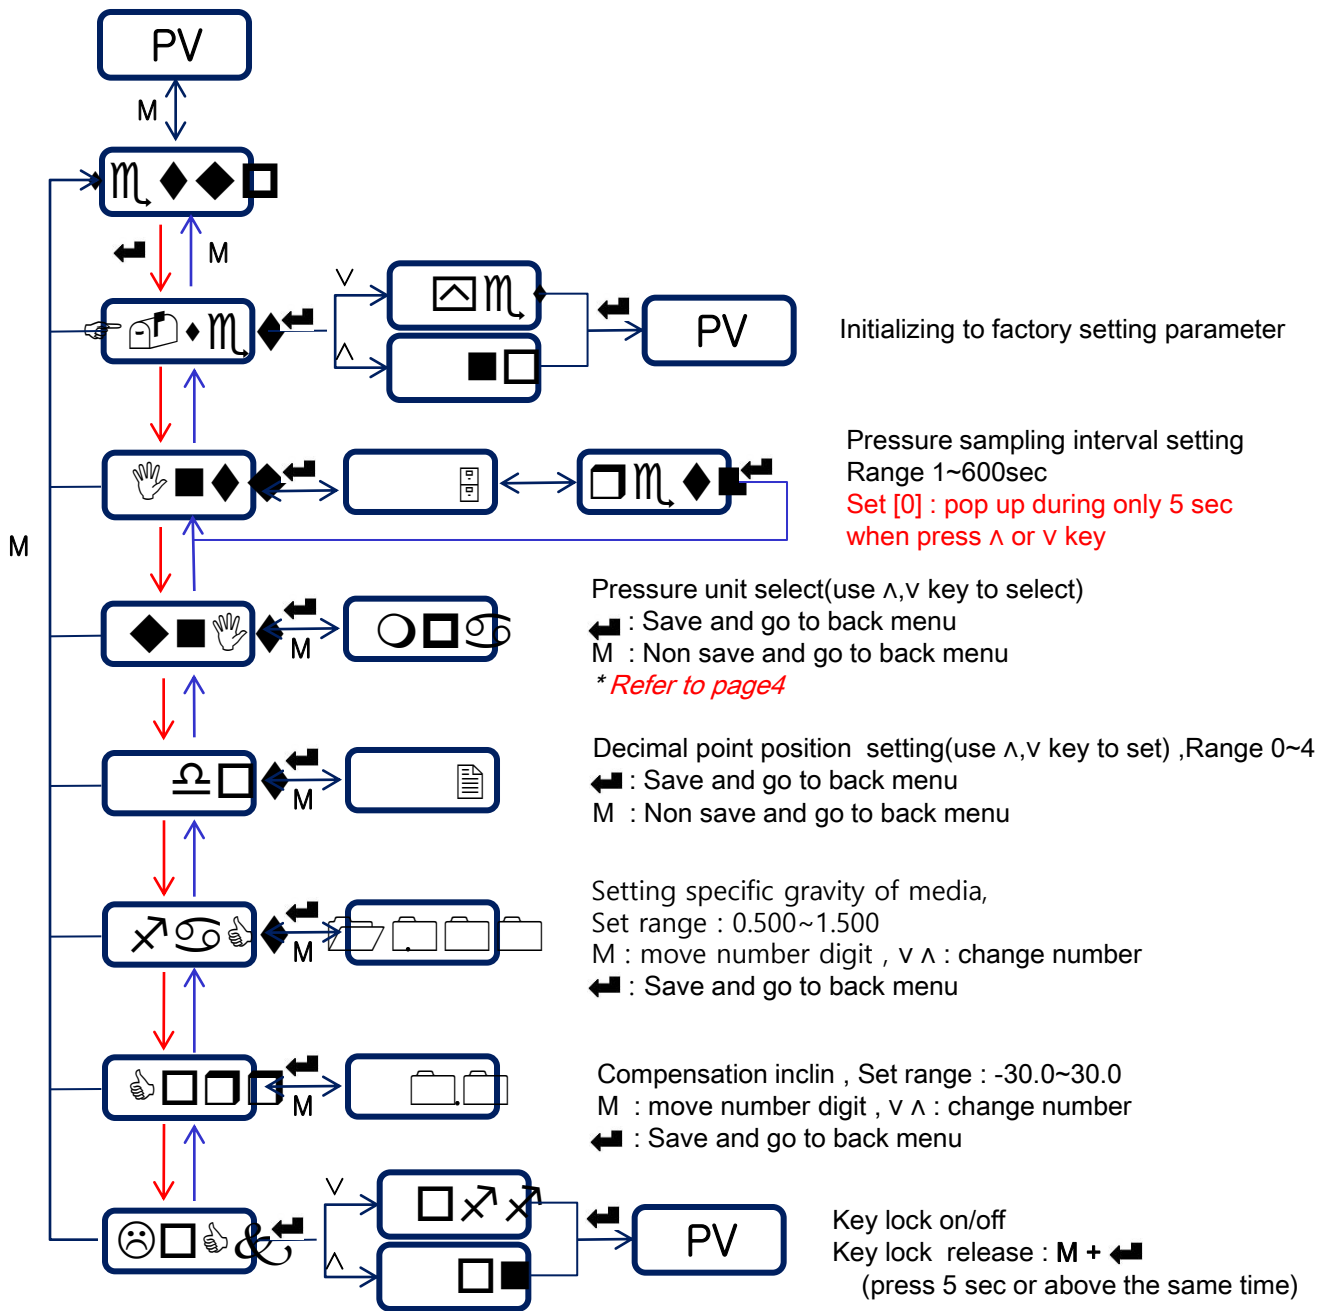 PV
M
M
PV
Initializing to factory setting parameter
Pressure sampling interval setting
Range 1~600sec
Set [0] : pop up during only 5 sec
when press ∧ or ∨ key
M
Pressure unit select(use ∧,∨ key to select)
: Save and go to back menu
M : Non save and go to back menu
* Refer to page4
M
Decimal point position setting(use ∧,∨ key to set) ,Range 0~4
: Save and go to back menu
M : Non save and go to back menu
M
Setting specific gravity of media,
Set range : 0.500~1.500
M : move number digit , ∨ ∧ : change number
: Save and go to back menu
M
Compensation inclin , Set range : -30.0~30.0
M : move number digit , ∨ ∧ : change number
: Save and go to back menu
M
PV
Key lock on/off
Key lock release : M +
(press 5 sec or above the same time)